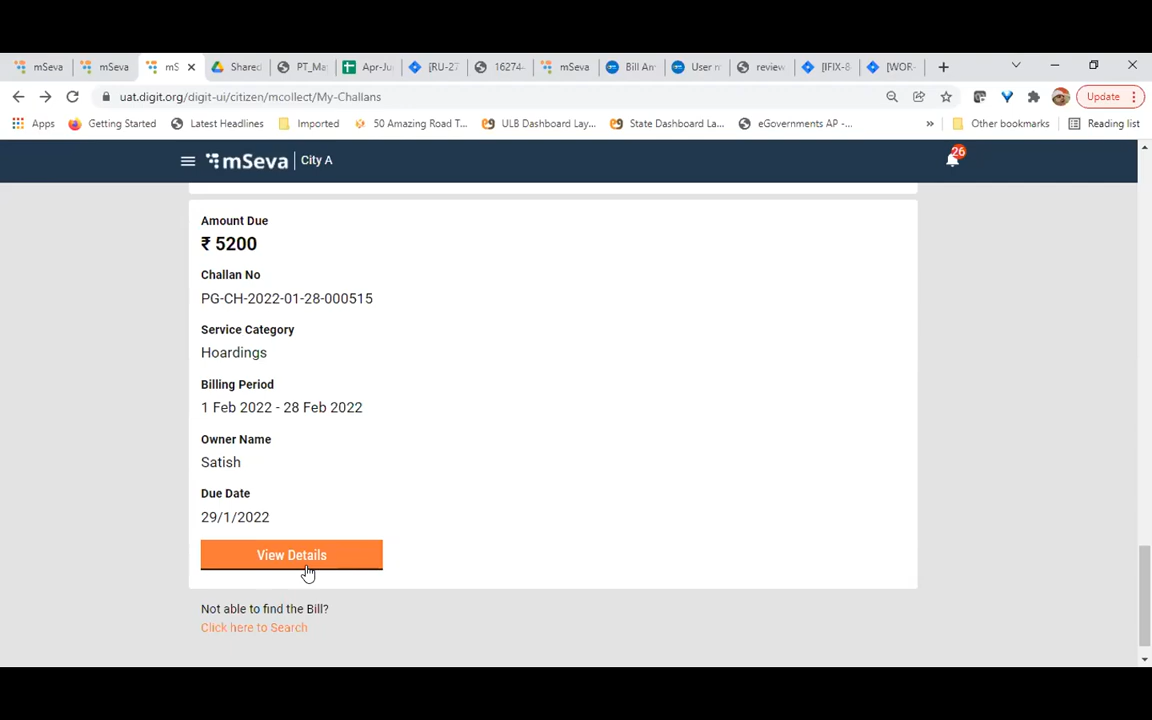 mSeva mSeva mS Shared PT_Ma Apr-Ju [RU-27 16274- mSeva Bill An User m review [IFIX-8 [WOR-
uat.digit.org/digit-ui/citizen/mcollect/My-Challans Update
Apps Getting Started Latest Headlines Imported 50 Amazing Road T... ULB Dashboard Lay... State Dashboard La... eGovernments AP -... » Other bookmarks Reading list
mSeva City A 26
Amount Due
₹ 5200
Challan No
PG-CH-2022-01-28-000515
Service Category
Hoardings
Billing Period
1 Feb 2022 - 28 Feb 2022
Owner Name
Satish
Due Date
29/1/2022
View Details
Not able to find the Bill?
Click here to Search